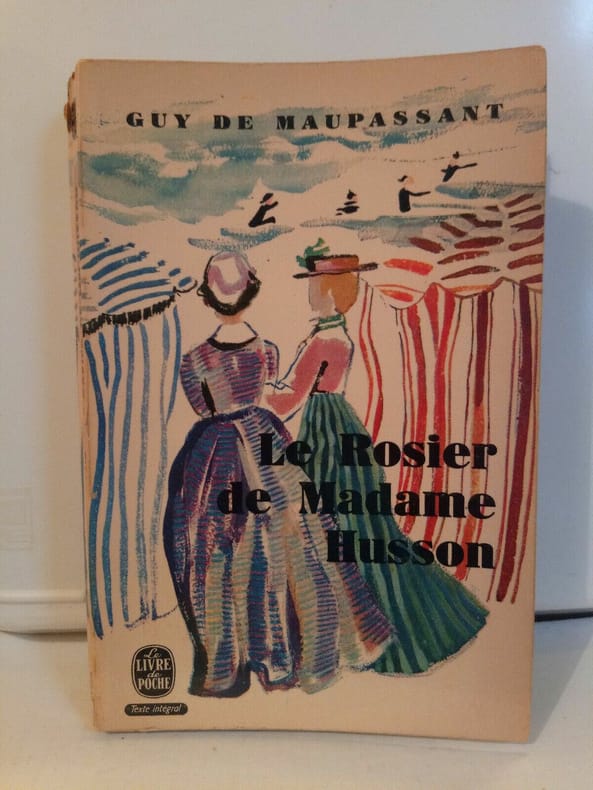 GUY DE MAUPASSANT
Le Rosier
de Madame
Husson
Le
LIVRE
de
POCHE
Texte intégral